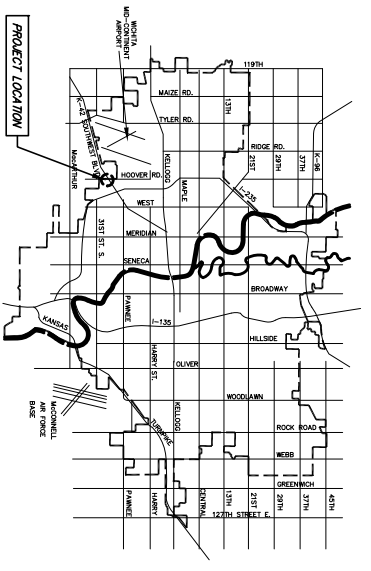 PROJECT LOCATION
WICHITA
MID-CONTINENT
AIRPORT
119TH
MAIZE RD.
13TH
TYLER RD.
K-42 SOUTHWEST BLVD.
MacARTHUR
RIDGE RD.
21ST
29TH
37TH
K-96
HOOVER RD.
KELLOGG
MAPLE
I-235
WEST
31ST ST. S.
MERIDIAN
SENECA
BROADWAY
KANSAS
PAWNEE
I-135
HILLSIDE
HARRY ST.
OLIVER
WOODLAWN
McCONNELL
AIR FORCE
BASE
TURNPIKE
KELLOGG
ROCK ROAD
WEBB
GREENWICH
PAWNEE
HARRY
CENTRAL
13TH
21ST
29TH
37TH
45TH
127TH STREET E.